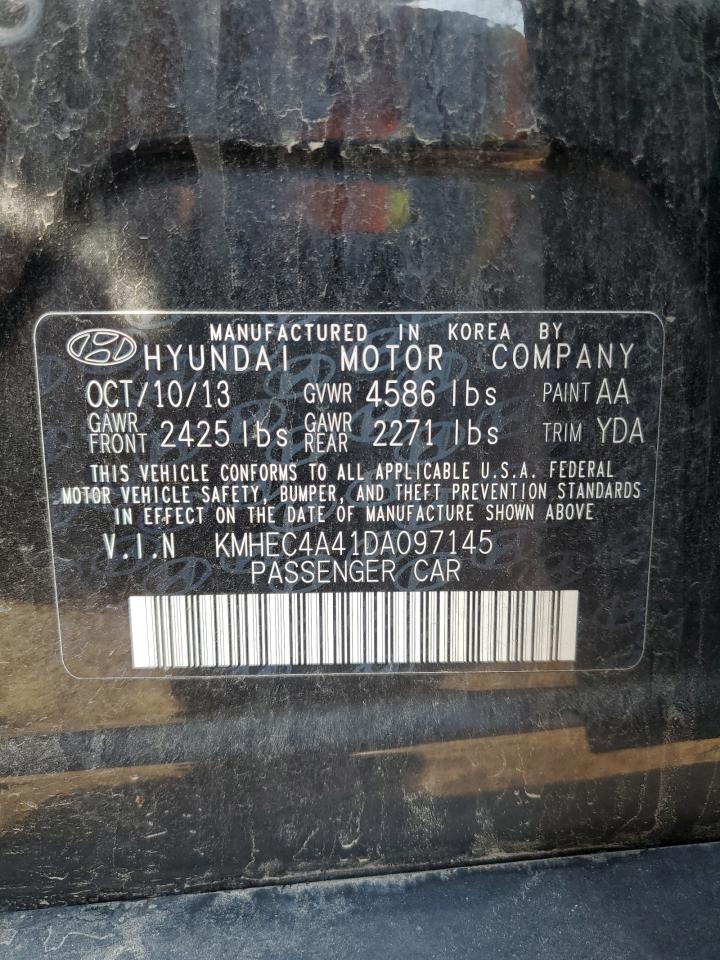 MANUFACTURED IN KOREA BY
HYUNDAI MOTOR COMPANY
OCT/10/13 GVWR 4586 lbs PAINT AA
GAWR FRONT 2425 lbs GAWR REAR 2271 lbs TRIM YDA
THIS VEHICLE CONFORMS TO ALL APPLICABLE U.S.A. FEDERAL
MOTOR VEHICLE SAFETY, BUMPER, AND THEFT PREVENTION STANDARDS
IN EFFECT ON THE DATE OF MANUFACTURE SHOWN ABOVE
V.I.N KMHEC4A41DA097145
PASSENGER CAR